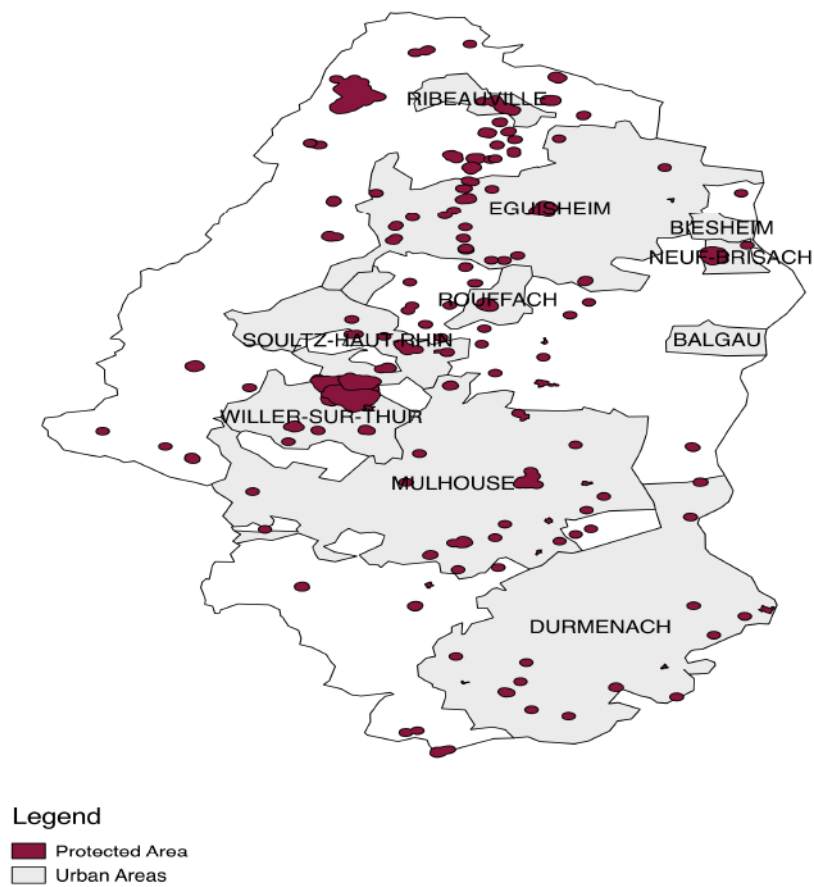 RIBEAUVILLE
EGUISHEIM
BIESHEIM
NEUF-BRISACH
ROUFFACH
SOULTZ-HAUT-RHIN
BALGAU
WILLER-SUR-THUR
MULHOUSE
DURMENACH
Legend
Protected Area
Urban Areas